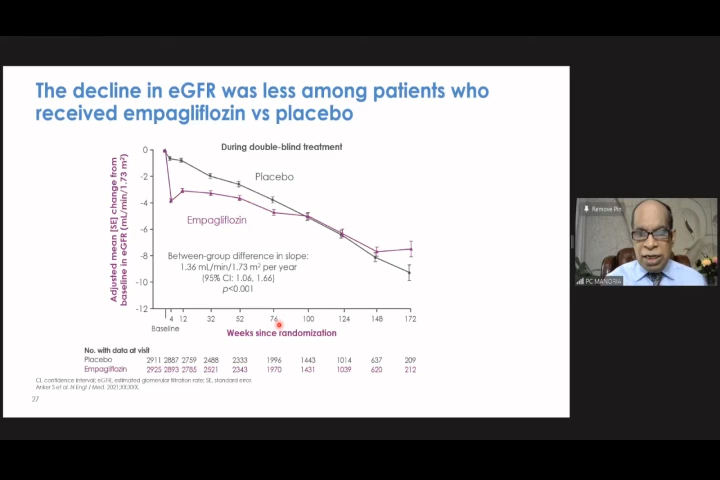 The decline in eGFR was less among patients who
received empagliflozin vs placebo
During double-blind treatment
Adjusted mean [SE] change from
baseline in eGFR (mL/min/1.73 m²)
0
-2
-4
-6
-8
-10
-12
Placebo
Empagliflozin
Between-group difference in slope:
1.36 mL/min/1.73 m² per year
(95% CI: 1.06, 1.66)
p<0.001
4 12 32 52 76 100 124 148 172
Baseline
Weeks since randomization
No. with data at visit
Placebo 2911 2887 2759 2488 2333 1996 1443 1014 637 209
Empagliflozin 2925 2893 2785 2521 2343 1970 1431 1039 620 212
CI, confidence interval; eGFR, estimated glomerular filtration rate; SE, standard error
Anker S et al. N Engl J Med. 2021;XX:XXX.
27
Remove Pin
PC MANORIA